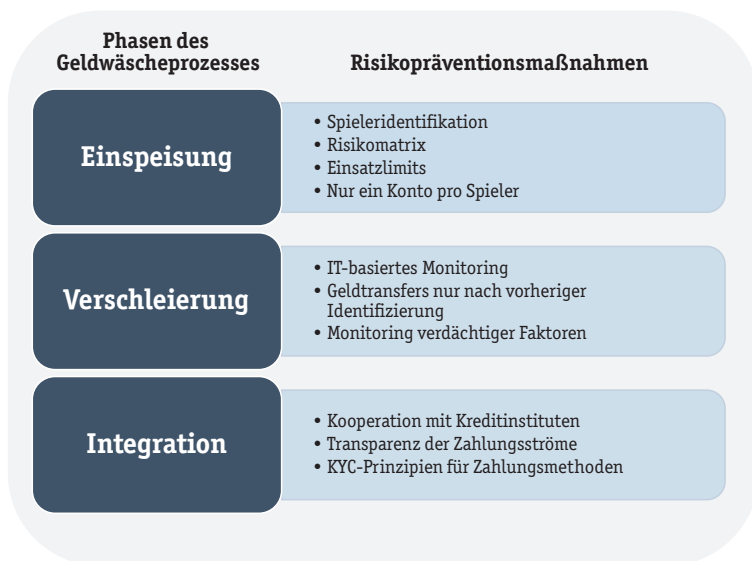 Phasen des
Geldwäscheprozesses
Risikopräventionsmaßnahmen
Einspeisung
• Spieleridentifikation
• Risikomatrix
• Einsatzlimits
• Nur ein Konto pro Spieler
Verschleierung
• IT-basiertes Monitoring
• Geldtransfers nur nach vorheriger
Identifizierung
• Monitoring verdächtiger Faktoren
Integration
• Kooperation mit Kreditinstituten
• Transparenz der Zahlungsströme
• KYC-Prinzipien für Zahlungsmethoden